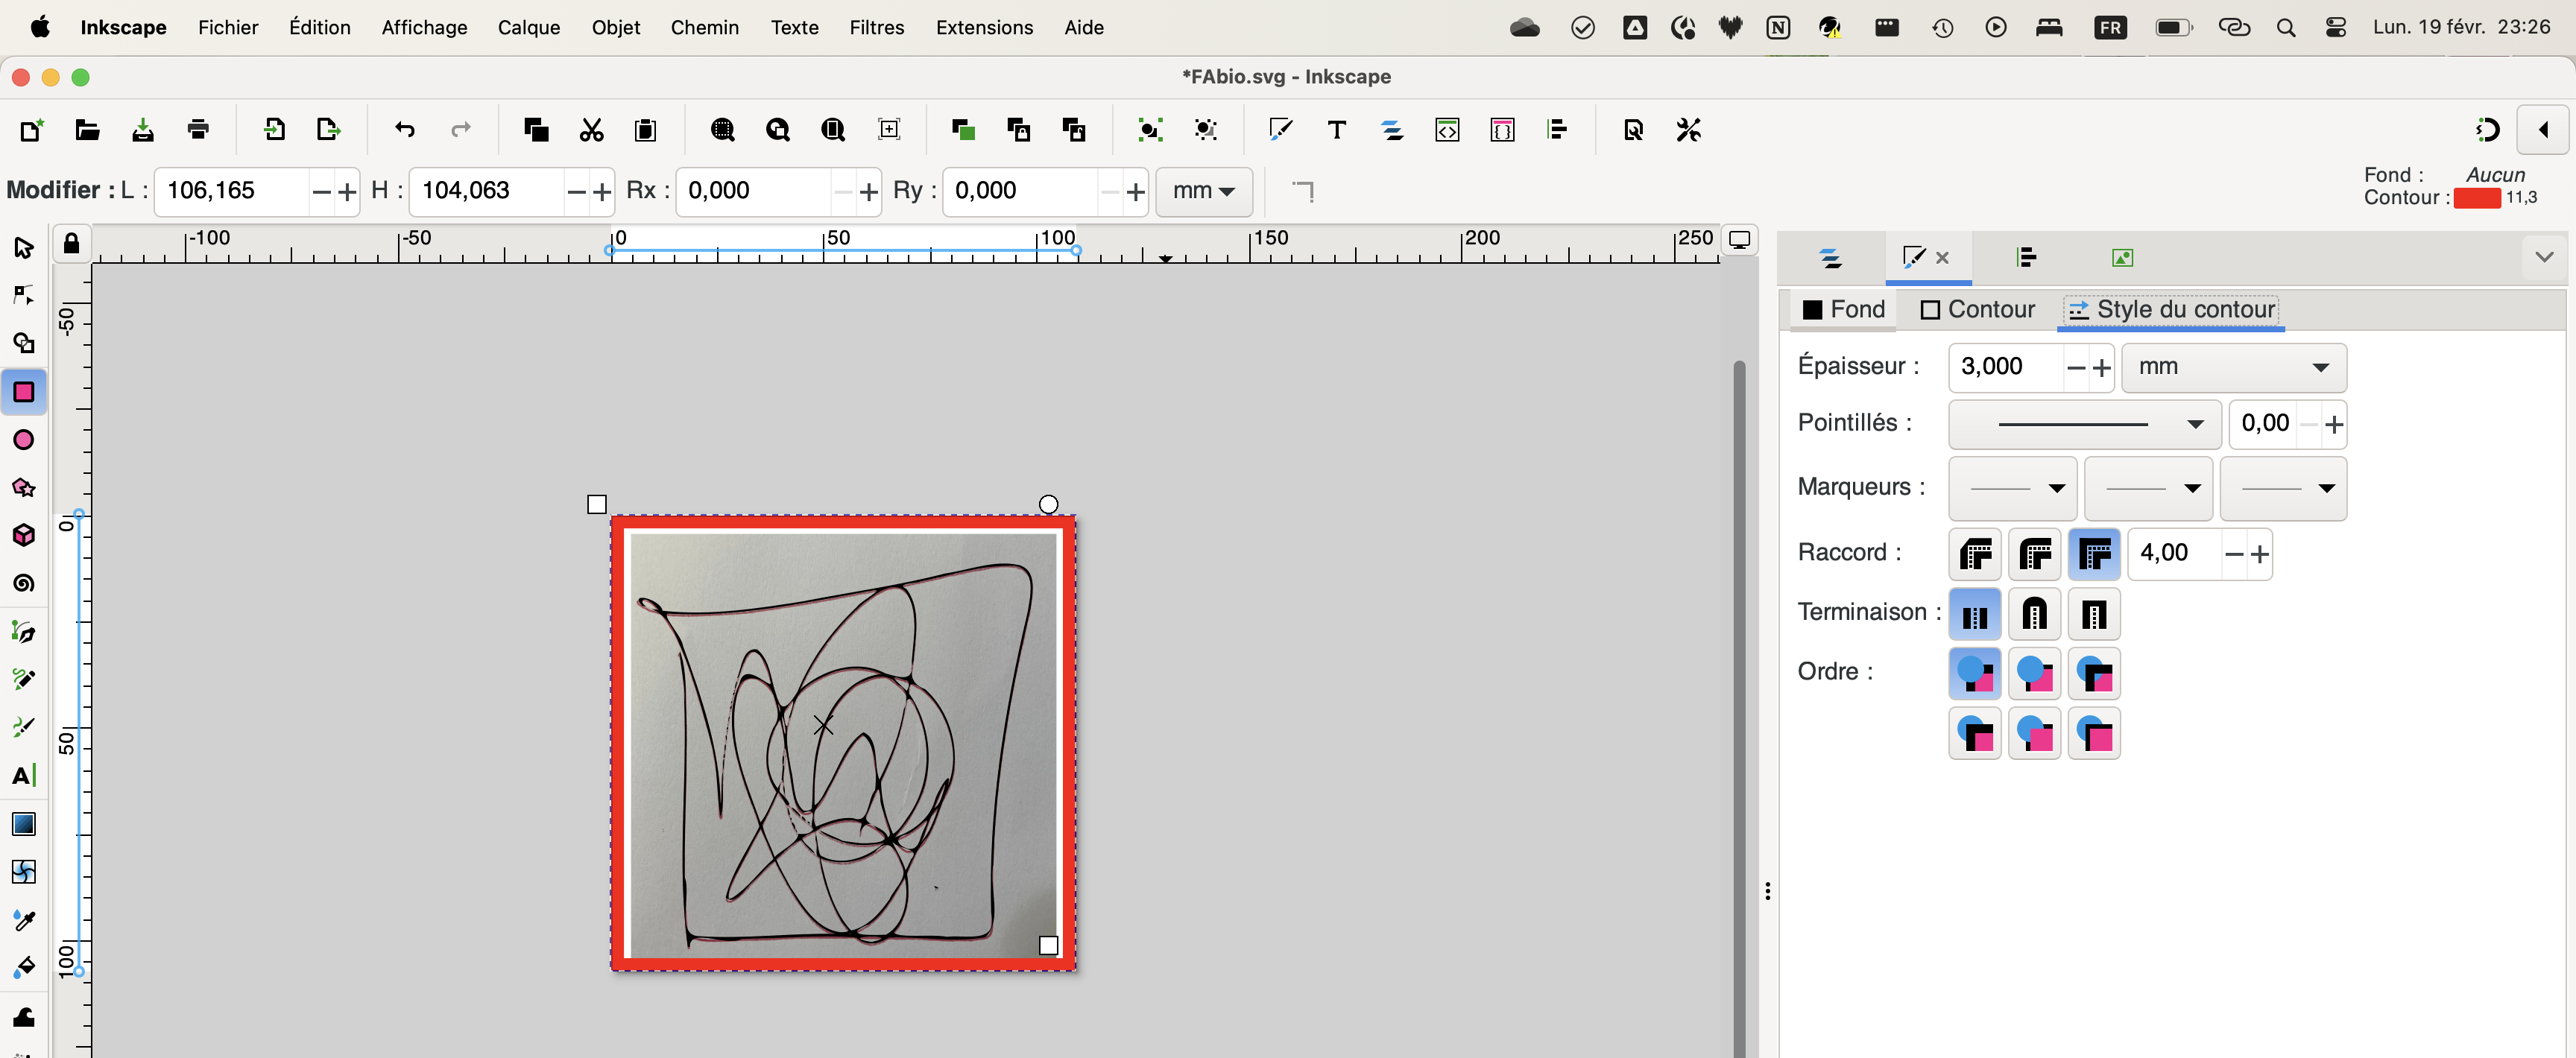 Inkscape Fichier Édition Affichage Calque Objet Chemin Texte Filtres Extensions Aide FR Lun. 19 févr. 23:26
*FAbio.svg - Inkscape
Modifier : L : 106,165 H : 104,063 Rx : 0,000 Ry : 0,000 mm
Fond : Aucun
Contour : 11,3
-100 -50 0 50 100 150 200 250
-50
0
50
100
Fond Contour Style du contour
Épaisseur : 3,000 mm
Pointillés : 0,00
Marqueurs :
Raccord : 4,00
Terminaison :
Ordre :